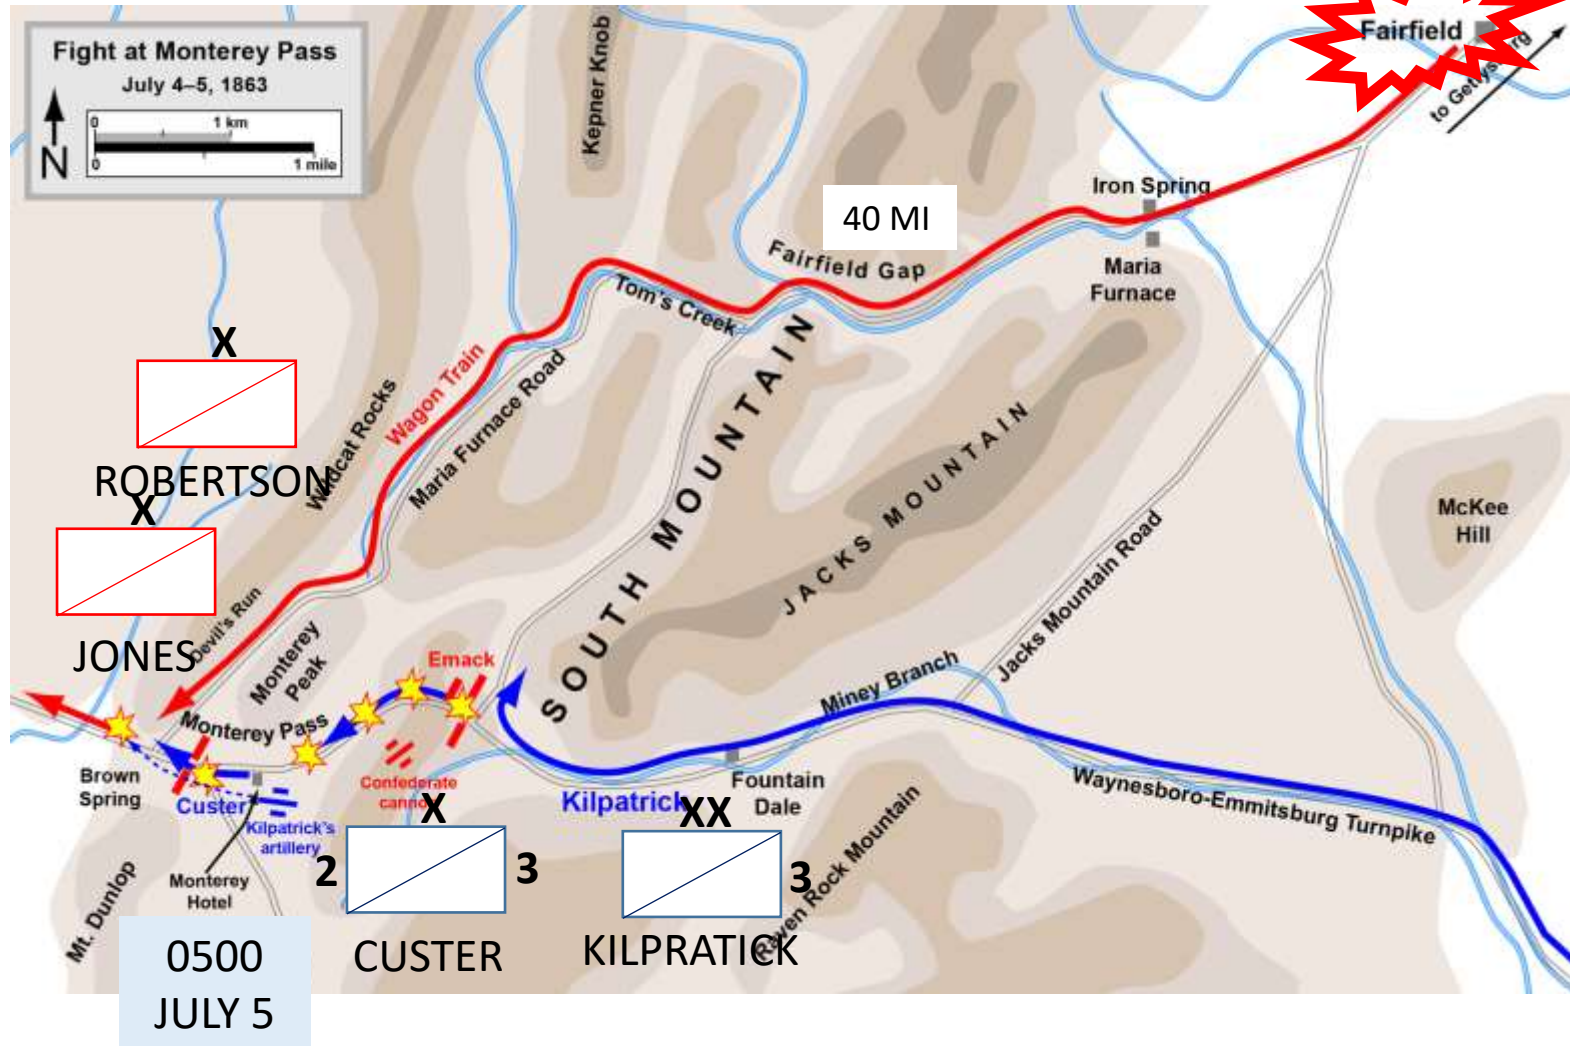 Fight at Monterey Pass
July 4–5, 1863
N
0
1 km
0
1 mile
Kepner Knob
Fairfield
to Gettysburg
Iron Spring
40 MI
Fairfield Gap
Maria
Furnace
Tom's Creek
X
ROBERTSON
Wildcat Rocks
Wagon Train
Maria Furnace Road
SOUTH MOUNTAIN
JACKS MOUNTAIN
McKee
Hill
X
JONES
Devil's Run
Monterey
Peak
Emack
Jacks Mountain Road
Miney Branch
Monterey Pass
Brown
Spring
Custer
Confederate
cannon
Kilpatrick
Fountain
Dale
Waynesboro-Emmitsburg Turnpike
Kilpatrick's
artillery
Monterey
Hotel
Mt. Dunlop
X
2
3
CUSTER
XX
3
KILPRATICK
Raven Rock Mountain
0500
JULY 5